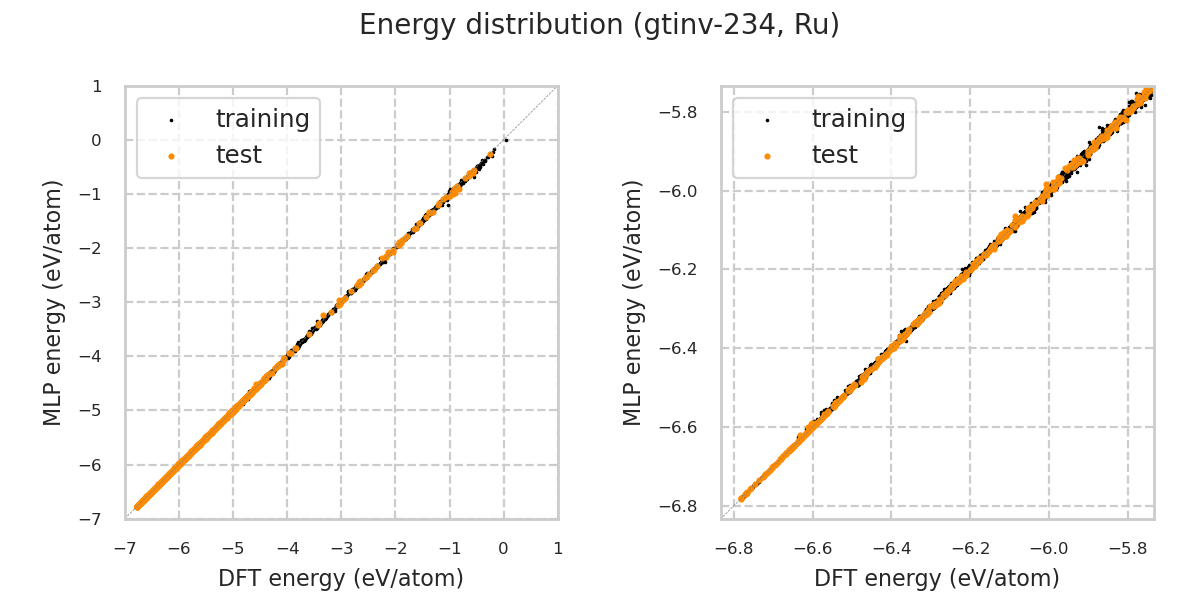 Energy distribution (gtinv-234, Ru)
training
test
1
0
−1
−2
−3
−4
−5
−6
−7
−7 −6 −5 −4 −3 −2 −1 0 1
MLP energy (eV/atom)
DFT energy (eV/atom)
training
test
−5.8
−6.0
−6.2
−6.4
−6.6
−6.8
−6.8 −6.6 −6.4 −6.2 −6.0 −5.8
MLP energy (eV/atom)
DFT energy (eV/atom)